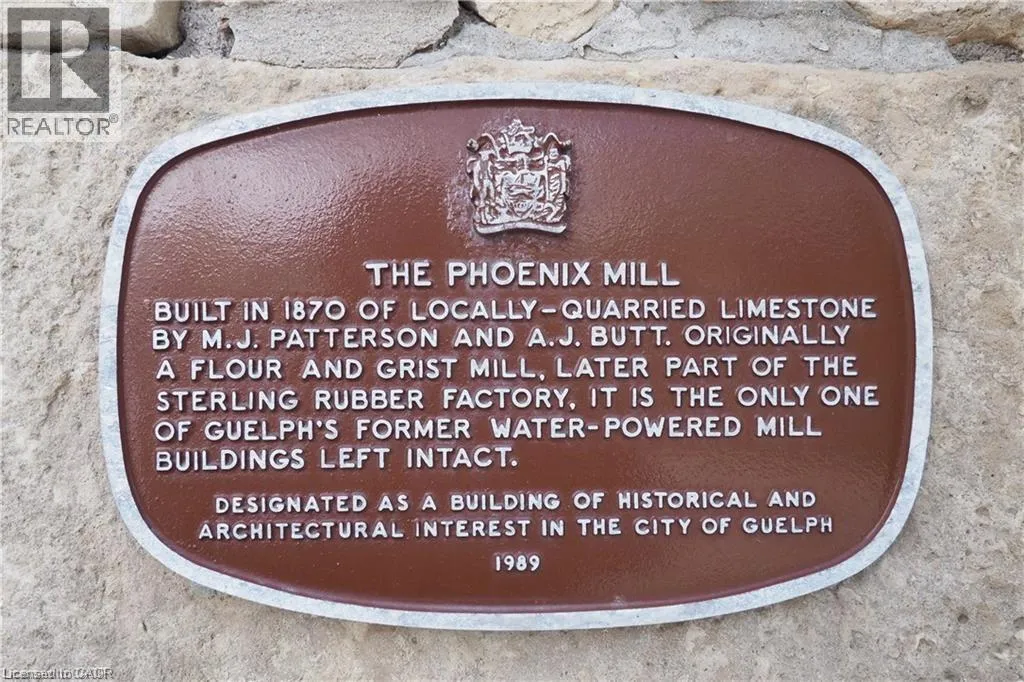 REALTOR®
THE PHOENIX MILL
BUILT IN 1870 OF LOCALLY-QUARRIED LIMESTONE
BY M.J. PATTERSON AND A.J. BUTT. ORIGINALLY
A FLOUR AND GRIST MILL, LATER PART OF THE
STERLING RUBBER FACTORY, IT IS THE ONLY ONE
OF GUELPH'S FORMER WATER-POWERED MILL
BUILDINGS LEFT INTACT.
DESIGNATED AS A BUILDING OF HISTORICAL AND
ARCHITECTURAL INTEREST IN THE CITY OF GUELPH
1989
Licensed to